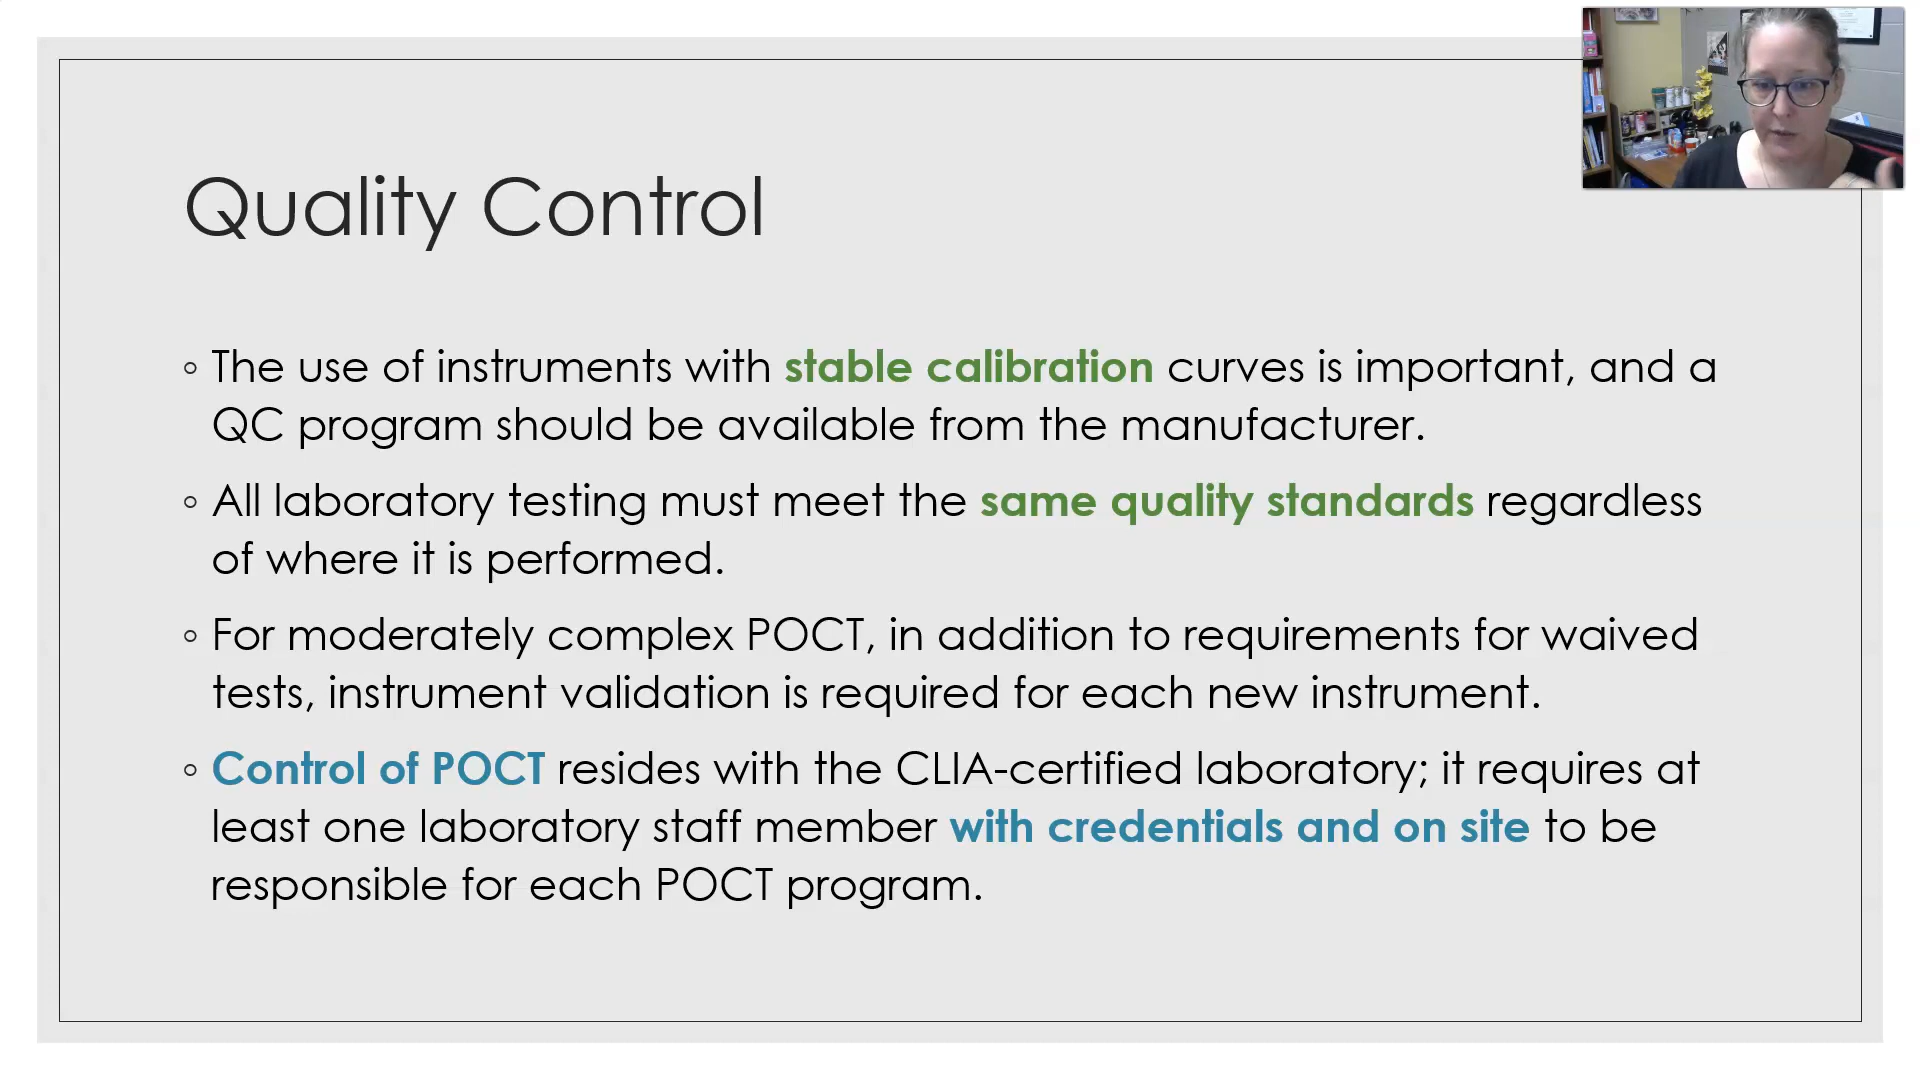 Quality Control
◦ The use of instruments with stable calibration curves is important, and a
QC program should be available from the manufacturer.
◦ All laboratory testing must meet the same quality standards regardless
of where it is performed.
◦ For moderately complex POCT, in addition to requirements for waived
tests, instrument validation is required for each new instrument.
◦ Control of POCT resides with the CLIA-certified laboratory; it requires at
least one laboratory staff member with credentials and on site to be
responsible for each POCT program.